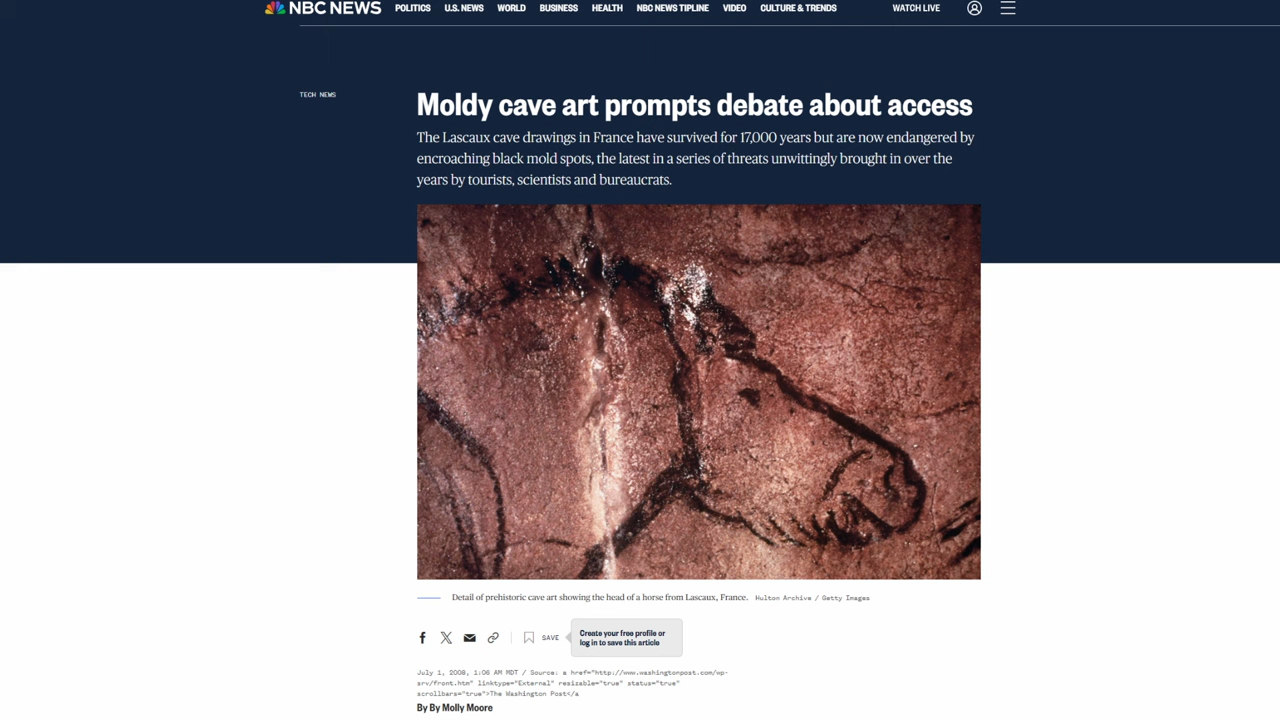 NBC NEWS POLITICS U.S. NEWS WORLD BUSINESS HEALTH NBC NEWS TIPLINE VIDEO CULTURE & TRENDS WATCH LIVE
TECH NEWS
Moldy cave art prompts debate about access
The Lascaux cave drawings in France have survived for 17,000 years but are now endangered by
encroaching black mold spots, the latest in a series of threats unwittingly brought in over the
years by tourists, scientists and bureaucrats.
Detail of prehistoric cave art showing the head of a horse from Lascaux, France. Hulton Archive / Getty Images
SAVE
Create your free profile or
log in to save this article
July 1, 2008, 1:06 AM MDT / Source: a href="http://www.washingtonpost.com/wp-
srv/front.htm" linktype="External" resizable="true" status="true"
scrollbars="true">The Washington Post</a
By By Molly Moore